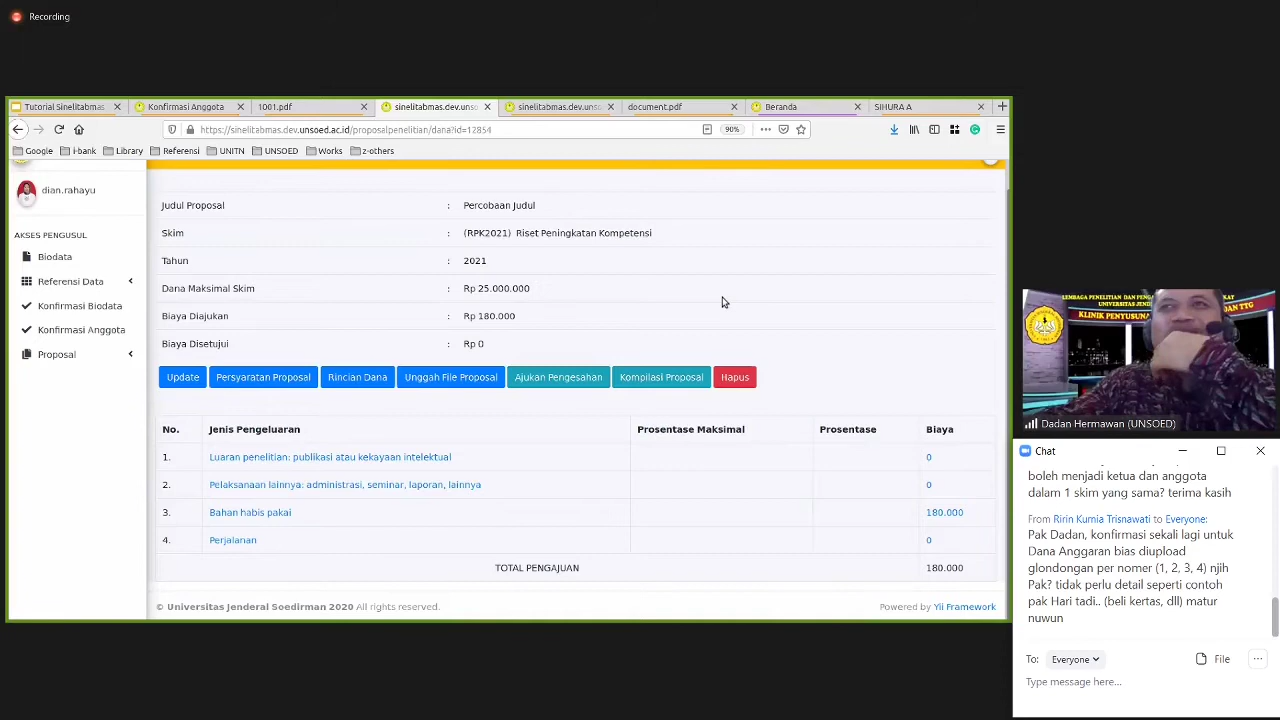 Recording
Tutorial Sinelitabmas
Konfirmasi Anggota
1001.pdf
sinelitabmas.dev.unso
sinelitabmas.dev.unso
document.pdf
Beranda
SIHURA A
https://sinelitabmas.dev.unsoed.ac.id/proposalpenelitian/dana?id=12854
90%
Google i-bank Library Referensi UNITN UNSOED Works z-others
dian.rahayu
AKSES PENGUSUL
Biodata
Referensi Data
Konfirmasi Biodata
Konfirmasi Anggota
Proposal
Judul Proposal : Percobaan Judul
Skim : (RPK2021) Riset Peningkatan Kompetensi
Tahun : 2021
Dana Maksimal Skim : Rp 25.000.000
Biaya Diajukan : Rp 180.000
Biaya Disetujui : Rp 0
Update Persyaratan Proposal Rincian Dana Unggah File Proposal Ajukan Pengesahan Kompilasi Proposal Hapus
No. Jenis Pengeluaran Prosentase Maksimal Prosentase Biaya
1. Luaran penelitian: publikasi atau kekayaan intelektual 0
2. Pelaksanaan lainnya: administrasi, seminar, laporan, lainnya 0
3. Bahan habis pakai 180.000
4. Perjalanan 0
TOTAL PENGAJUAN 180.000
© Universitas Jenderal Soedirman 2020 All rights reserved.
Powered by Yii Framework
LEMBAGA PENELITIAN DAN
KLINIK PENYUSUN
DAN TTG
Dadan Hermawan (UNSOED)
Chat
boleh menjadi ketua dan anggota
dalam 1 skim yang sama? terima kasih
From Ririn Kurnia Trisnawati to Everyone:
Pak Dadan, konfirmasi sekali lagi untuk
Dana Anggaran bias diupload
glondongan per nomer (1, 2, 3, 4) njih
Pak? tidak perlu detail seperti contoh
pak Hari tadi.. (beli kertas, dll) matur
nuwun
To: Everyone
File
Type message here...